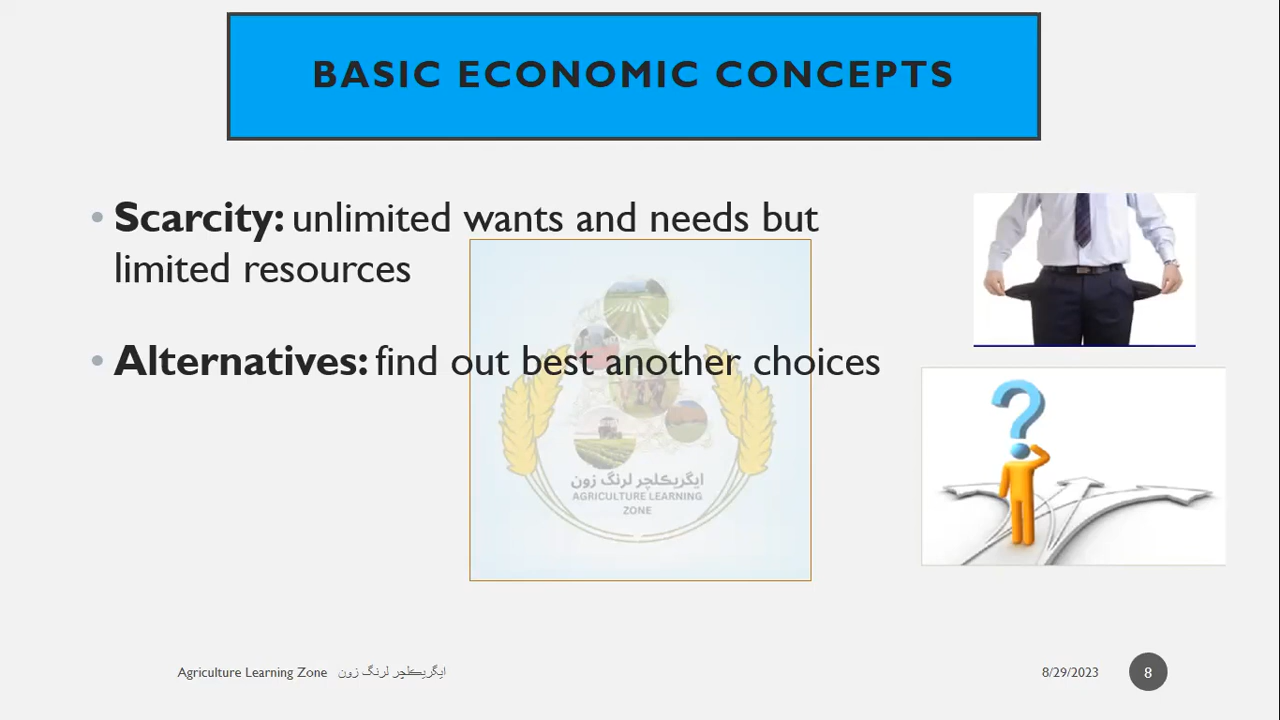 BASIC ECONOMIC CONCEPTS
• Scarcity: unlimited wants and needs but
limited resources
• Alternatives: find out best another choices
?
ایگریکلچر لرنگ زون
AGRICULTURE LEARNING
ZONE
Agriculture Learning Zone ایگریکلچر لرنگ زون
8/29/2023
8